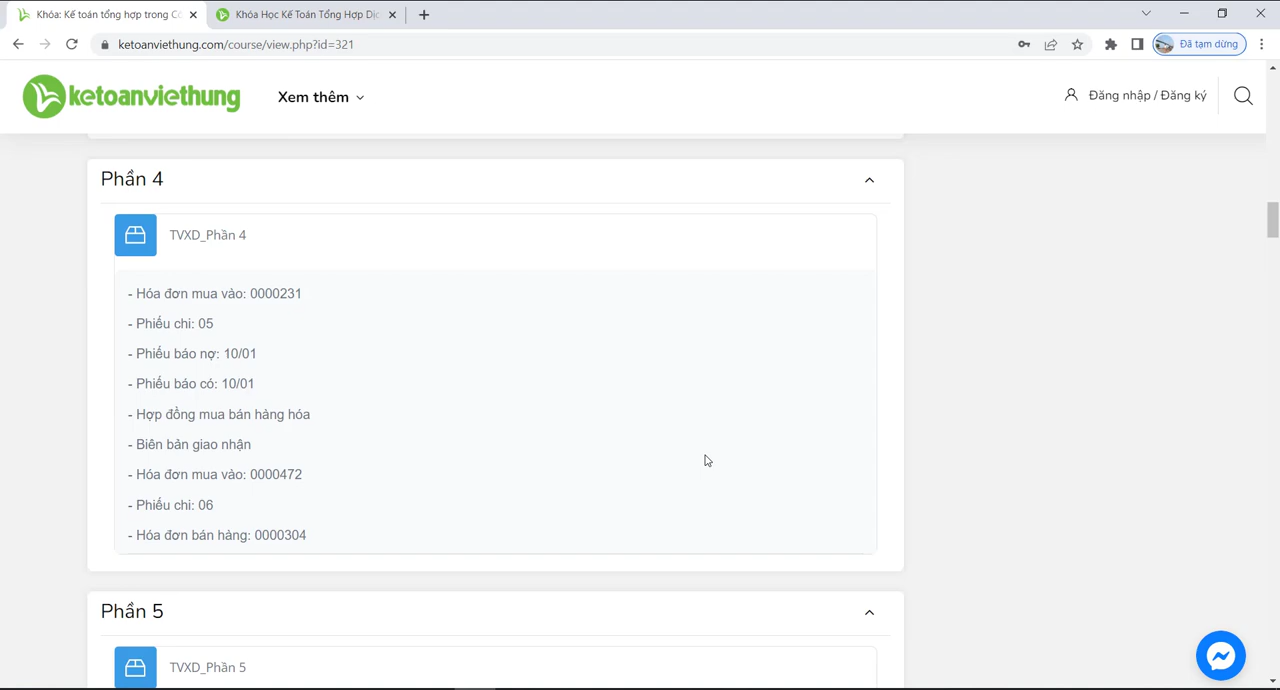 Khóa: Kế toán tổng hợp trong Cô
Khóa Học Kế Toán Tổng Hợp Dịc
ketoanviethung.com/course/view.php?id=321
Đã tạm dừng
ketoanviethung
Xem thêm
Đăng nhập / Đăng ký
Phần 4
TVXD_Phần 4
- Hóa đơn mua vào: 0000231
- Phiếu chi: 05
- Phiếu báo nợ: 10/01
- Phiếu báo có: 10/01
- Hợp đồng mua bán hàng hóa
- Biên bản giao nhận
- Hóa đơn mua vào: 0000472
- Phiếu chi: 06
- Hóa đơn bán hàng: 0000304
Phần 5
TVXD_Phần 5